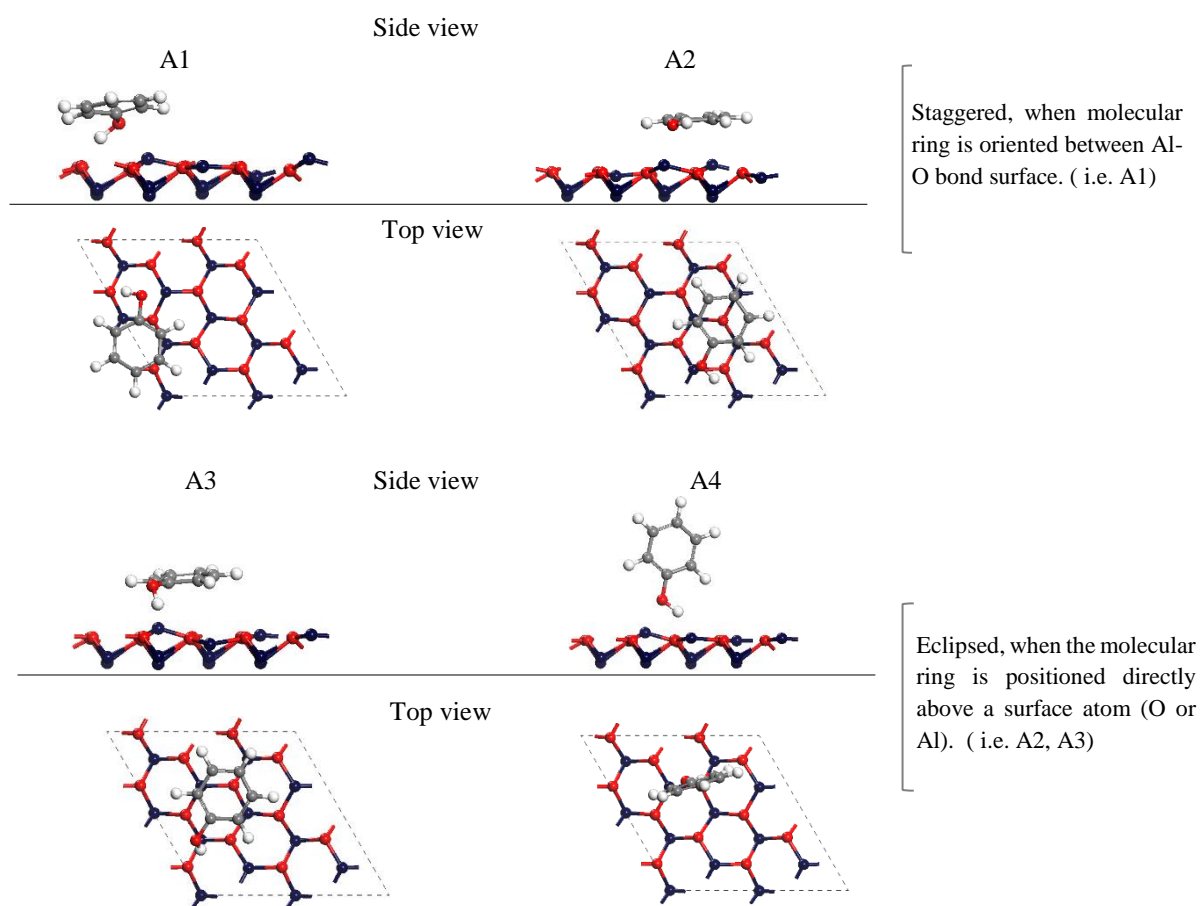 Side view
A1
A2
Staggered, when molecular
ring is oriented between Al-
O bond surface. ( i.e. A1)
Top view
A3
Side view
A4
Eclipsed, when the molecular
ring is positioned directly
above a surface atom (O or
Al). ( i.e. A2, A3)
Top view